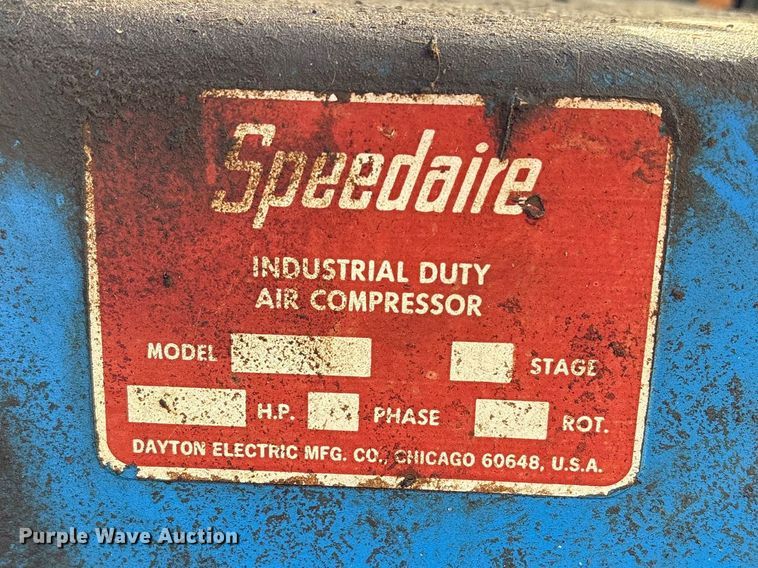 Speedaire
INDUSTRIAL DUTY
AIR COMPRESSOR
MODEL STAGE
H.P. PHASE ROT.
DAYTON ELECTRIC MFG. CO., CHICAGO 60648, U.S.A.
Purple Wave Auction